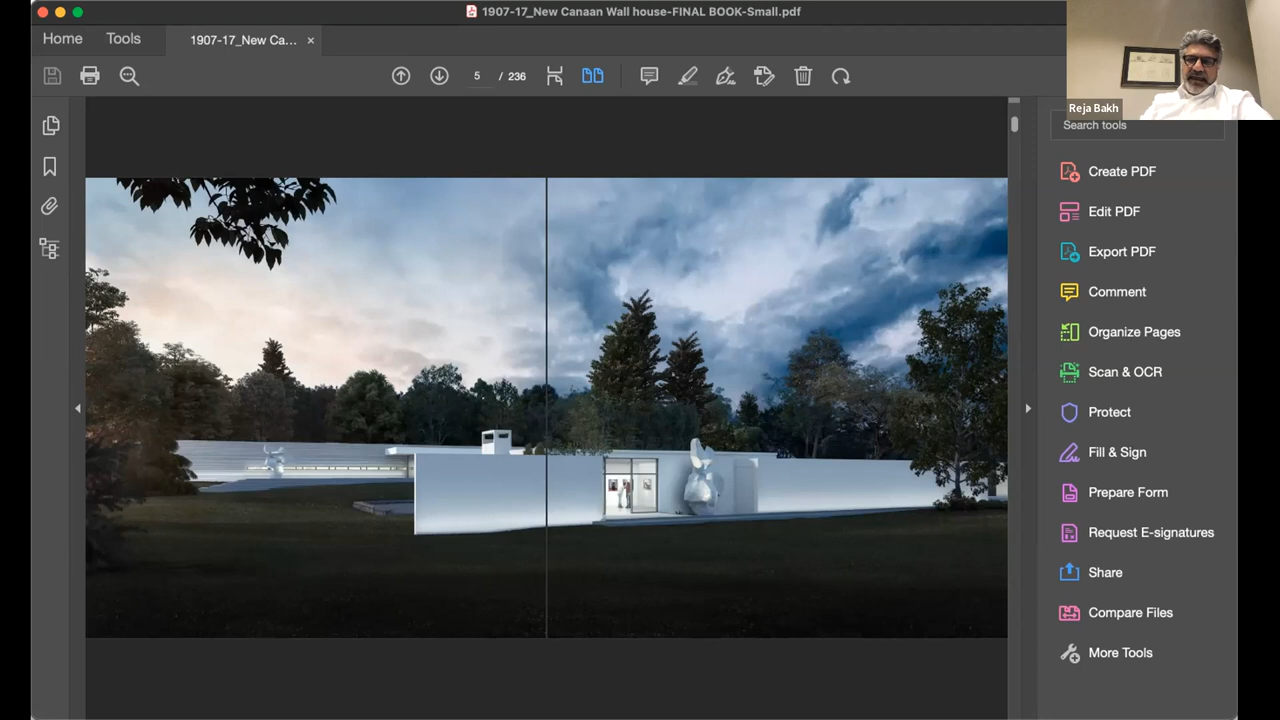 1907-17_New Canaan Wall house-FINAL BOOK-Small.pdf
Home Tools 1907-17_New Ca... ×
5 / 236
Reja Bakh
Search tools
Create PDF
Edit PDF
Export PDF
Comment
Organize Pages
Scan & OCR
Protect
Fill & Sign
Prepare Form
Request E-signatures
Share
Compare Files
More Tools